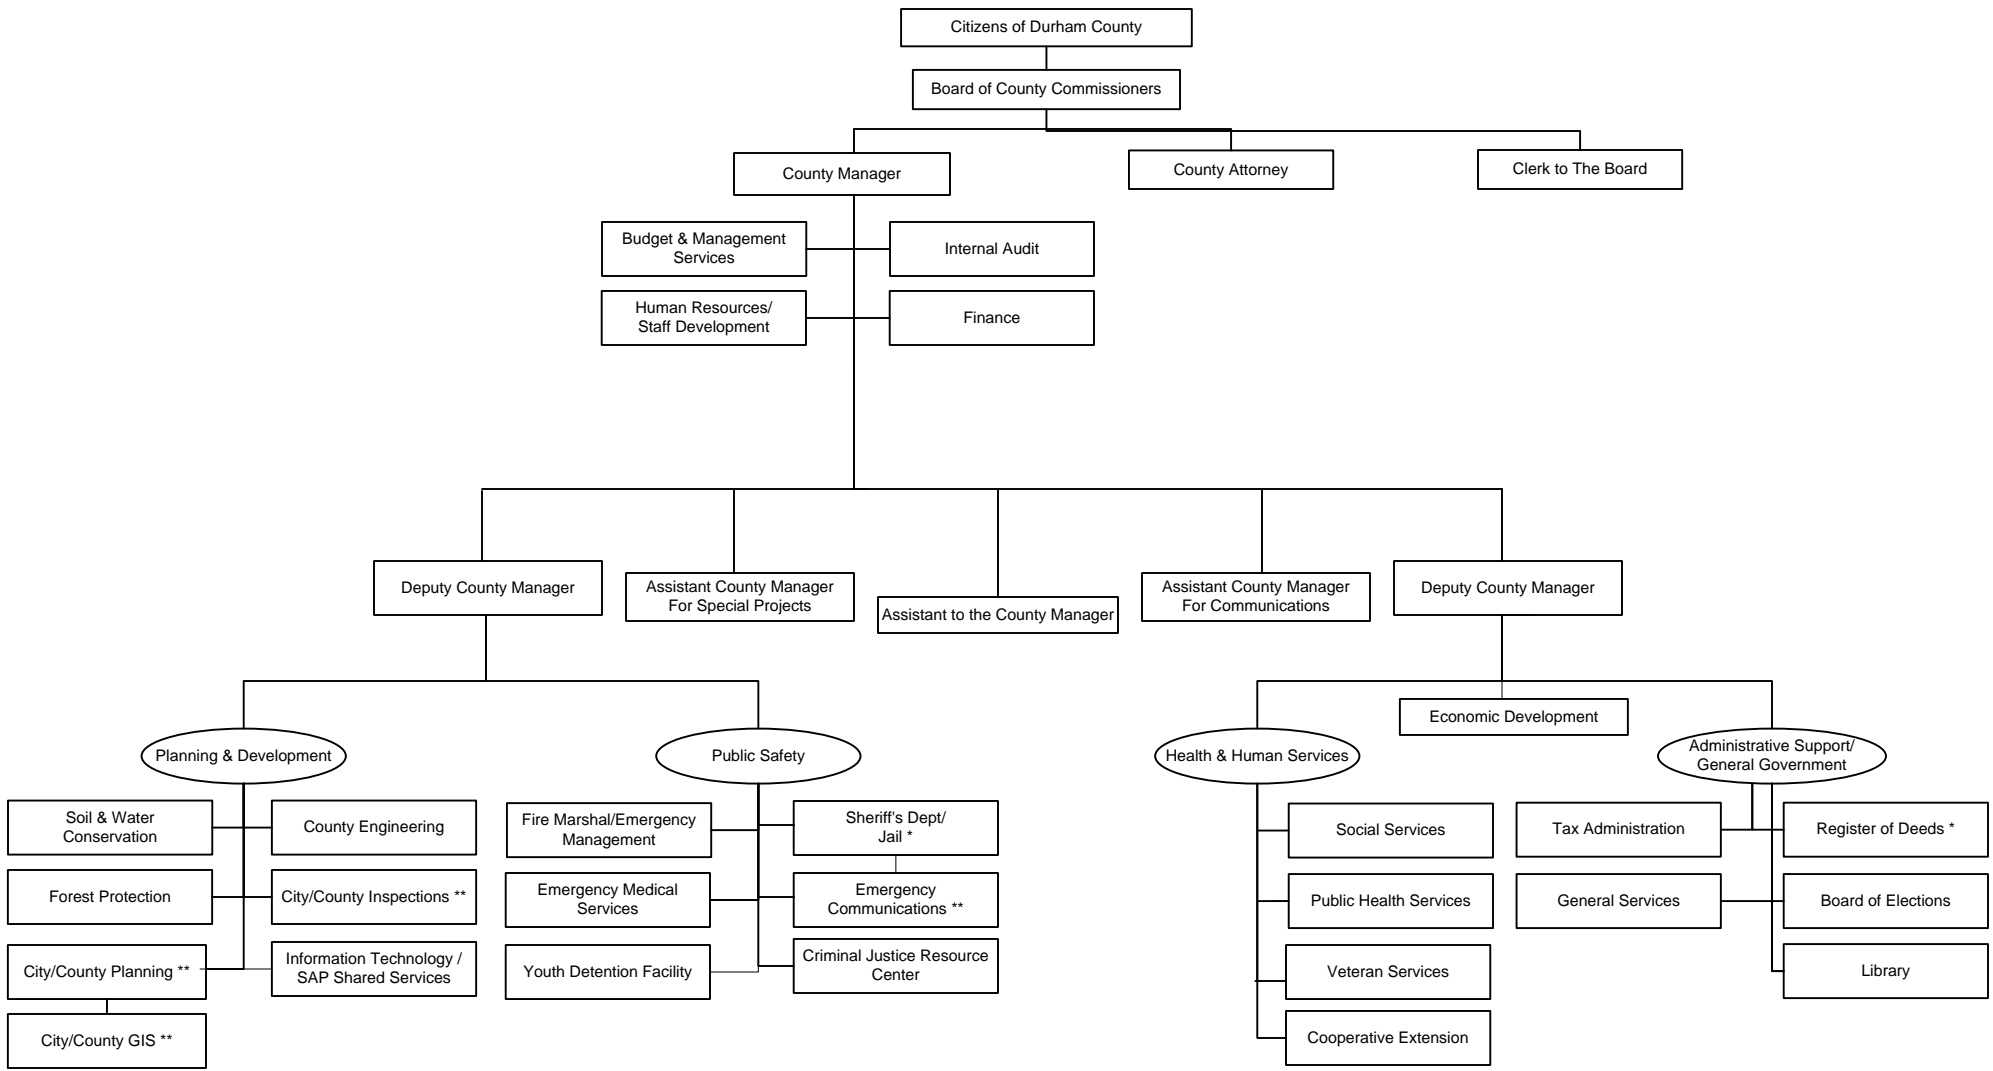 Citizens of Durham County
Board of County Commissioners
County Manager
County Attorney
Clerk to The Board
Budget & Management
Services
Internal Audit
Human Resources/
Staff Development
Finance
Deputy County Manager
Assistant County Manager
For Special Projects
Assistant to the County Manager
Assistant County Manager
For Communications
Deputy County Manager
Economic Development
Planning & Development
Public Safety
Health & Human Services
Administrative Support/
General Government
Soil & Water
Conservation
County Engineering
Forest Protection
City/County Inspections **
City/County Planning **
Information Technology /
SAP Shared Services
City/County GIS **
Fire Marshal/Emergency
Management
Sheriff's Dept/
Jail *
Emergency Medical
Services
Emergency
Communications **
Youth Detention Facility
Criminal Justice Resource
Center
Social Services
Public Health Services
Veteran Services
Cooperative Extension
Tax Administration
Register of Deeds *
General Services
Board of Elections
Library